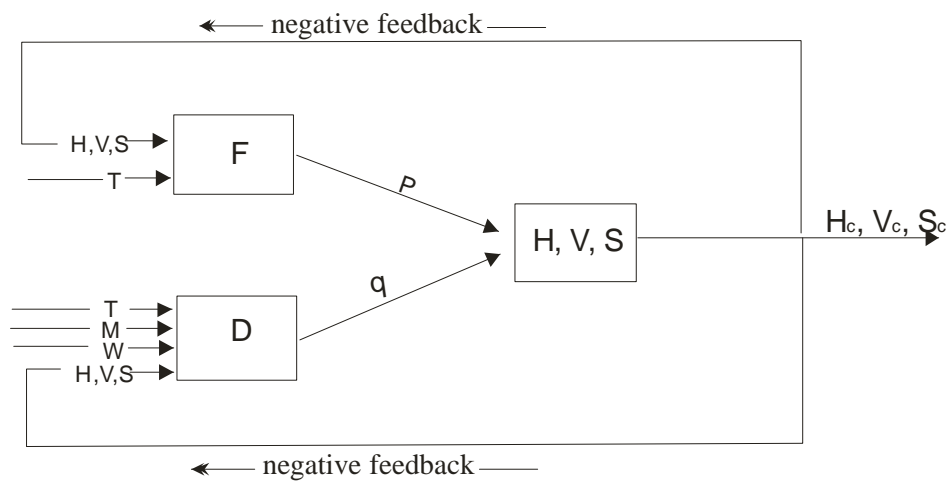 negative feedback
H,V,S
F
T
P
H, V, S
Hc, Vc, Sc
q
T
M
D
W
H,V,S
negative feedback